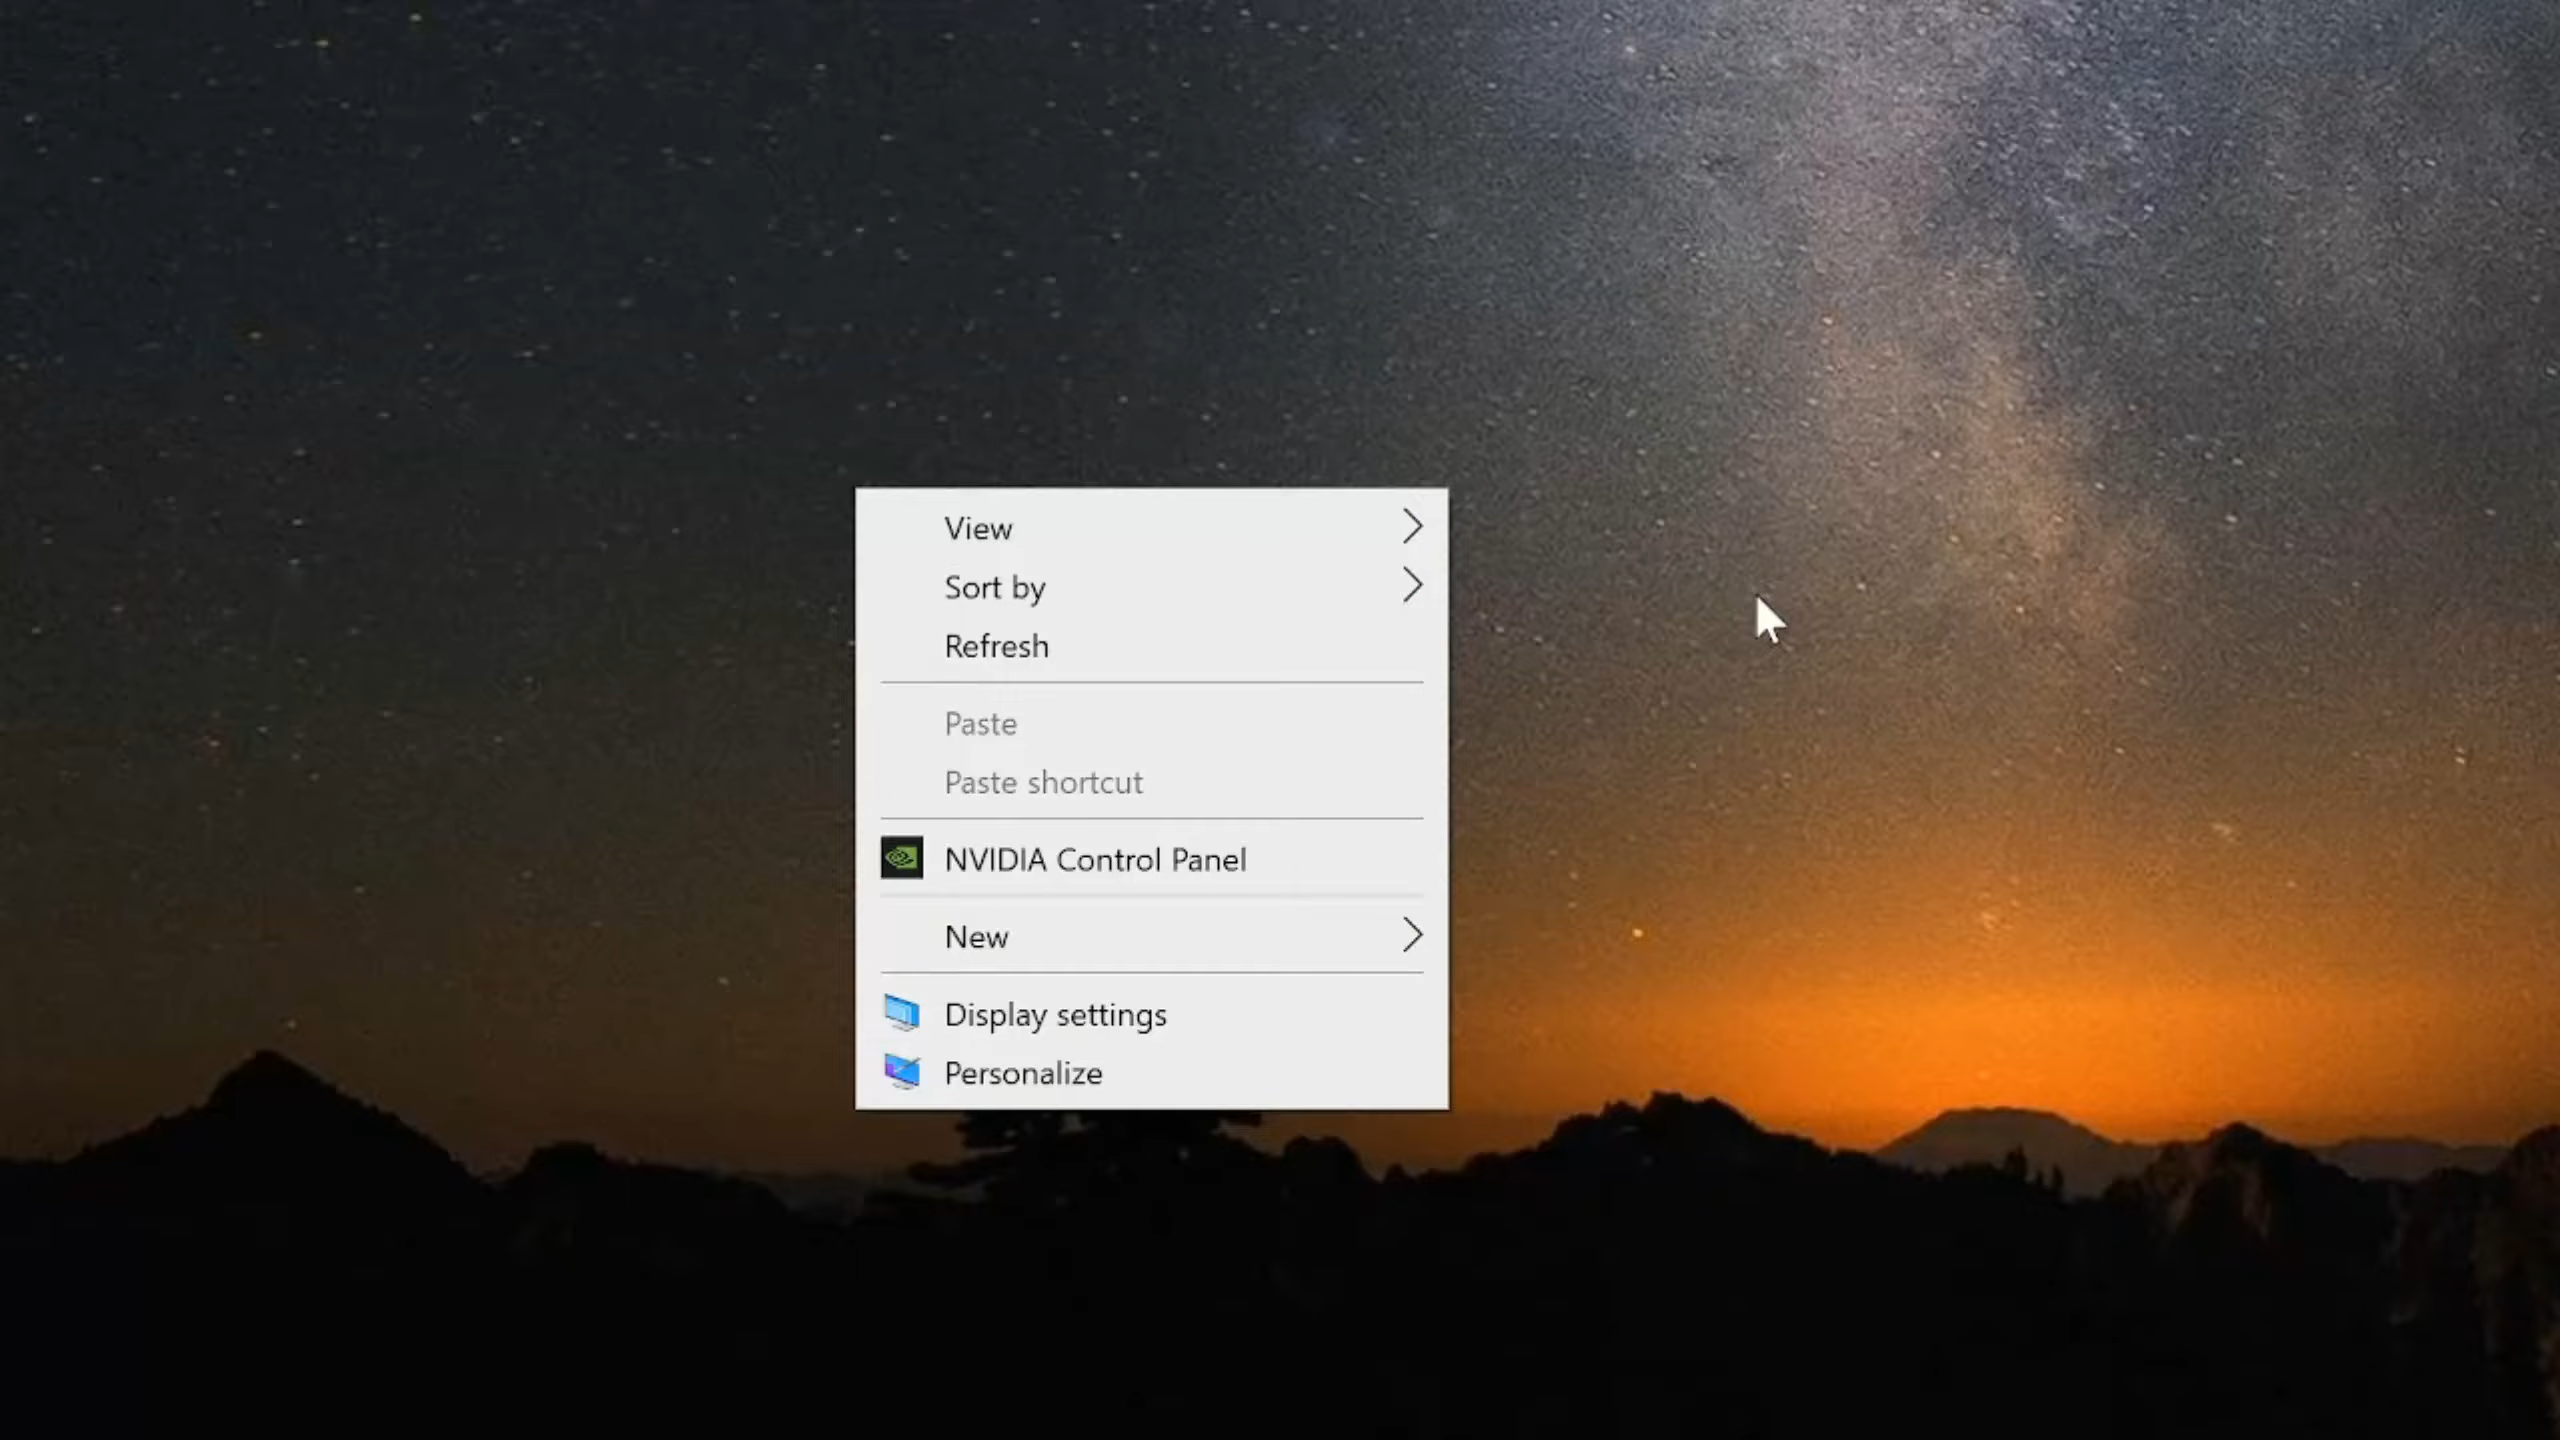 View
Sort by
Refresh
Paste
Paste shortcut
NVIDIA Control Panel
New
Display settings
Personalize